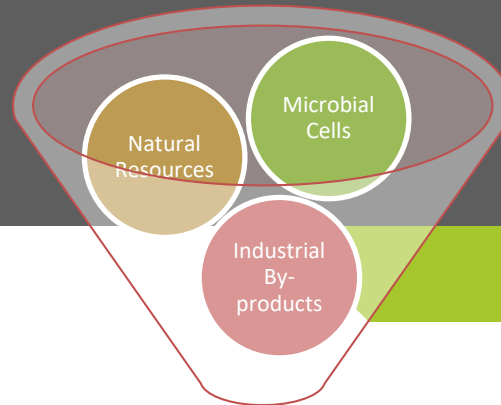 Natural
Resources
Microbial
Cells
Industrial
By-
products